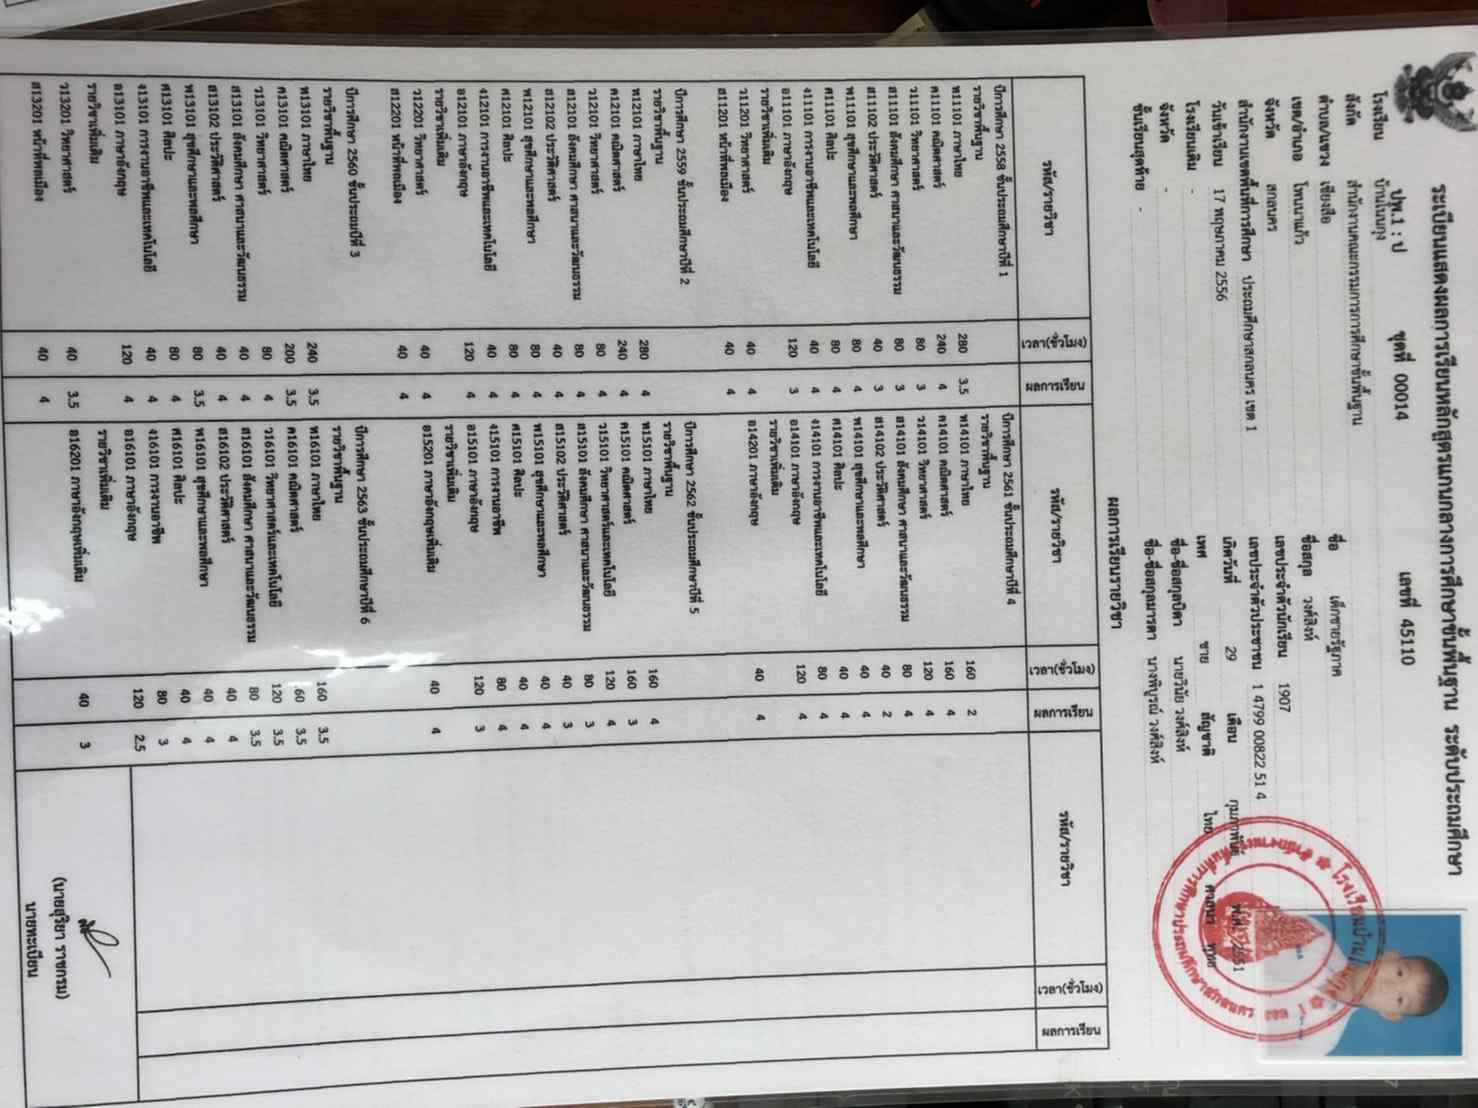 ระเบียนแสดงผลการเรียนหลักสูตรแกนกลางการศึกษาขั้นพื้นฐาน ระดับประถมศึกษา
ปพ.1 : ป ชุดที่ 00014 เลขที่ 45110
โรงเรียน บ้านโนนกุง
สังกัด สำนักงานคณะกรรมการการศึกษาขั้นพื้นฐาน
ตำบล/แขวง เชียงสือ
เขต/อำเภอ โพนนาแก้ว
จังหวัด สกลนคร
สำนักงานเขตพื้นที่การศึกษา ประถมศึกษาสกลนคร เขต 1
วันเข้าเรียน 17 พฤษภาคม 2556
โรงเรียนเดิม -
จังหวัด -
ชั้นเรียนสุดท้าย -
ชื่อ เด็กชายรัฐภาค
ชื่อสกุล วงค์สิงห์
เลขประจำตัวนักเรียน 1907
เลขประจำตัวประชาชน 1 4799 00822 51 4
เกิดวันที่ 29 เดือน กุมภาพันธ์ พ.ศ. 2551
เพศ ชาย สัญชาติ ไทย ศาสนา พุทธ
ชื่อ-ชื่อสกุลบิดา นายวินัย วงค์สิงห์
ชื่อ-ชื่อสกุลมารดา นางพิบูรณ์ วงค์สิงห์
ผลการเรียนรายวิชา
รหัส/รายวิชา เวลา(ชั่วโมง) ผลการเรียน
ปีการศึกษา 2558 ชั้นประถมศึกษาปีที่ 1
รายวิชาพื้นฐาน
ท11101 ภาษาไทย 280 3.5
ค11101 คณิตศาสตร์ 240 4
ว11101 วิทยาศาสตร์ 80 3
ส11101 สังคมศึกษา ศาสนาและวัฒนธรรม 80 3
ส11102 ประวัติศาสตร์ 40 3
พ11101 สุขศึกษาและพลศึกษา 80 4
ศ11101 ศิลปะ 80 4
ง11101 การงานอาชีพและเทคโนโลยี 40 4
อ11101 ภาษาอังกฤษ 120 3
รายวิชาเพิ่มเติม
ว11201 วิทยาศาสตร์ 40 4
ส11201 หน้าที่พลเมือง 40 4
ปีการศึกษา 2559 ชั้นประถมศึกษาปีที่ 2
รายวิชาพื้นฐาน
ท12101 ภาษาไทย 280 4
ค12101 คณิตศาสตร์ 240 4
ว12101 วิทยาศาสตร์ 80 4
ส12101 สังคมศึกษา ศาสนาและวัฒนธรรม 80 4
ส12102 ประวัติศาสตร์ 40 4
พ12101 สุขศึกษาและพลศึกษา 80 4
ศ12101 ศิลปะ 80 4
ง12101 การงานอาชีพและเทคโนโลยี 40 4
อ12101 ภาษาอังกฤษ 120 4
รายวิชาเพิ่มเติม
ว12201 วิทยาศาสตร์ 40 4
ส12201 หน้าที่พลเมือง 40 4
ปีการศึกษา 2560 ชั้นประถมปีที่ 3
รายวิชาพื้นฐาน
ท13101 ภาษาไทย 240 3.5
ค13101 คณิตศาสตร์ 200 3.5
ว13101 วิทยาศาสตร์ 80 4
ส13101 สังคมศึกษา ศาสนาและวัฒนธรรม 40 4
ส13102 ประวัติศาสตร์ 40 4
พ13101 สุขศึกษาและพลศึกษา 80 3.5
ศ13101 ศิลปะ 80 4
ง13101 การงานอาชีพและเทคโนโลยี 40 4
อ13101 ภาษาอังกฤษ 120 4
รายวิชาเพิ่มเติม
ว13201 วิทยาศาสตร์ 40 3.5
ส13201 หน้าที่พลเมือง 40 4
รหัส/รายวิชา เวลา(ชั่วโมง) ผลการเรียน
ปีการศึกษา 2561 ชั้นประถมศึกษาปีที่ 4
รายวิชาพื้นฐาน
ท14101 ภาษาไทย 160 2
ค14101 คณิตศาสตร์ 160 4
ว14101 วิทยาศาสตร์ 120 4
ส14101 สังคมศึกษา ศาสนาและวัฒนธรรม 80 4
ส14102 ประวัติศาสตร์ 40 2
พ14101 สุขศึกษาและพลศึกษา 40 4
ศ14101 ศิลปะ 40 4
ง14101 การงานอาชีพและเทคโนโลยี 80 4
อ14101 ภาษาอังกฤษ 120 4
รายวิชาเพิ่มเติม
อ14201 ภาษาอังกฤษ 40 4
ปีการศึกษา 2562 ชั้นประถมศึกษาปีที่ 5
รายวิชาพื้นฐาน
ท15101 ภาษาไทย 160 4
ค15101 คณิตศาสตร์ 160 3
ว15101 วิทยาศาสตร์และเทคโนโลยี 120 4
ส15101 สังคมศึกษา ศาสนาและวัฒนธรรม 80 3
ส15102 ประวัติศาสตร์ 40 3
พ15101 สุขศึกษาและพลศึกษา 40 4
ศ15101 ศิลปะ 40 4
ง15101 การงานอาชีพ 80 4
อ15101 ภาษาอังกฤษ 120 3
รายวิชาเพิ่มเติม
อ15201 ภาษาอังกฤษเพิ่มเติม 40 4
ปีการศึกษา 2563 ชั้นประถมศึกษาปีที่ 6
รายวิชาพื้นฐาน
ท16101 ภาษาไทย 160 3.5
ค16101 คณิตศาสตร์ 60 3.5
ว16101 วิทยาศาสตร์และเทคโนโลยี 120 3.5
ส16101 สังคมศึกษา ศาสนาและวัฒนธรรม 80 3.5
ส16102 ประวัติศาสตร์ 40 4
พ16101 สุขศึกษาและพลศึกษา 40 4
ศ16101 ศิลปะ 40 4
ง16101 การงานอาชีพ 80 3
อ16101 ภาษาอังกฤษ 120 2.5
รายวิชาเพิ่มเติม
อ16201 ภาษาอังกฤษเพิ่มเติม 40 3
รหัส/รายวิชา เวลา(ชั่วโมง) ผลการเรียน
(นายสุริยา ราชกรม)
นายทะเบียน